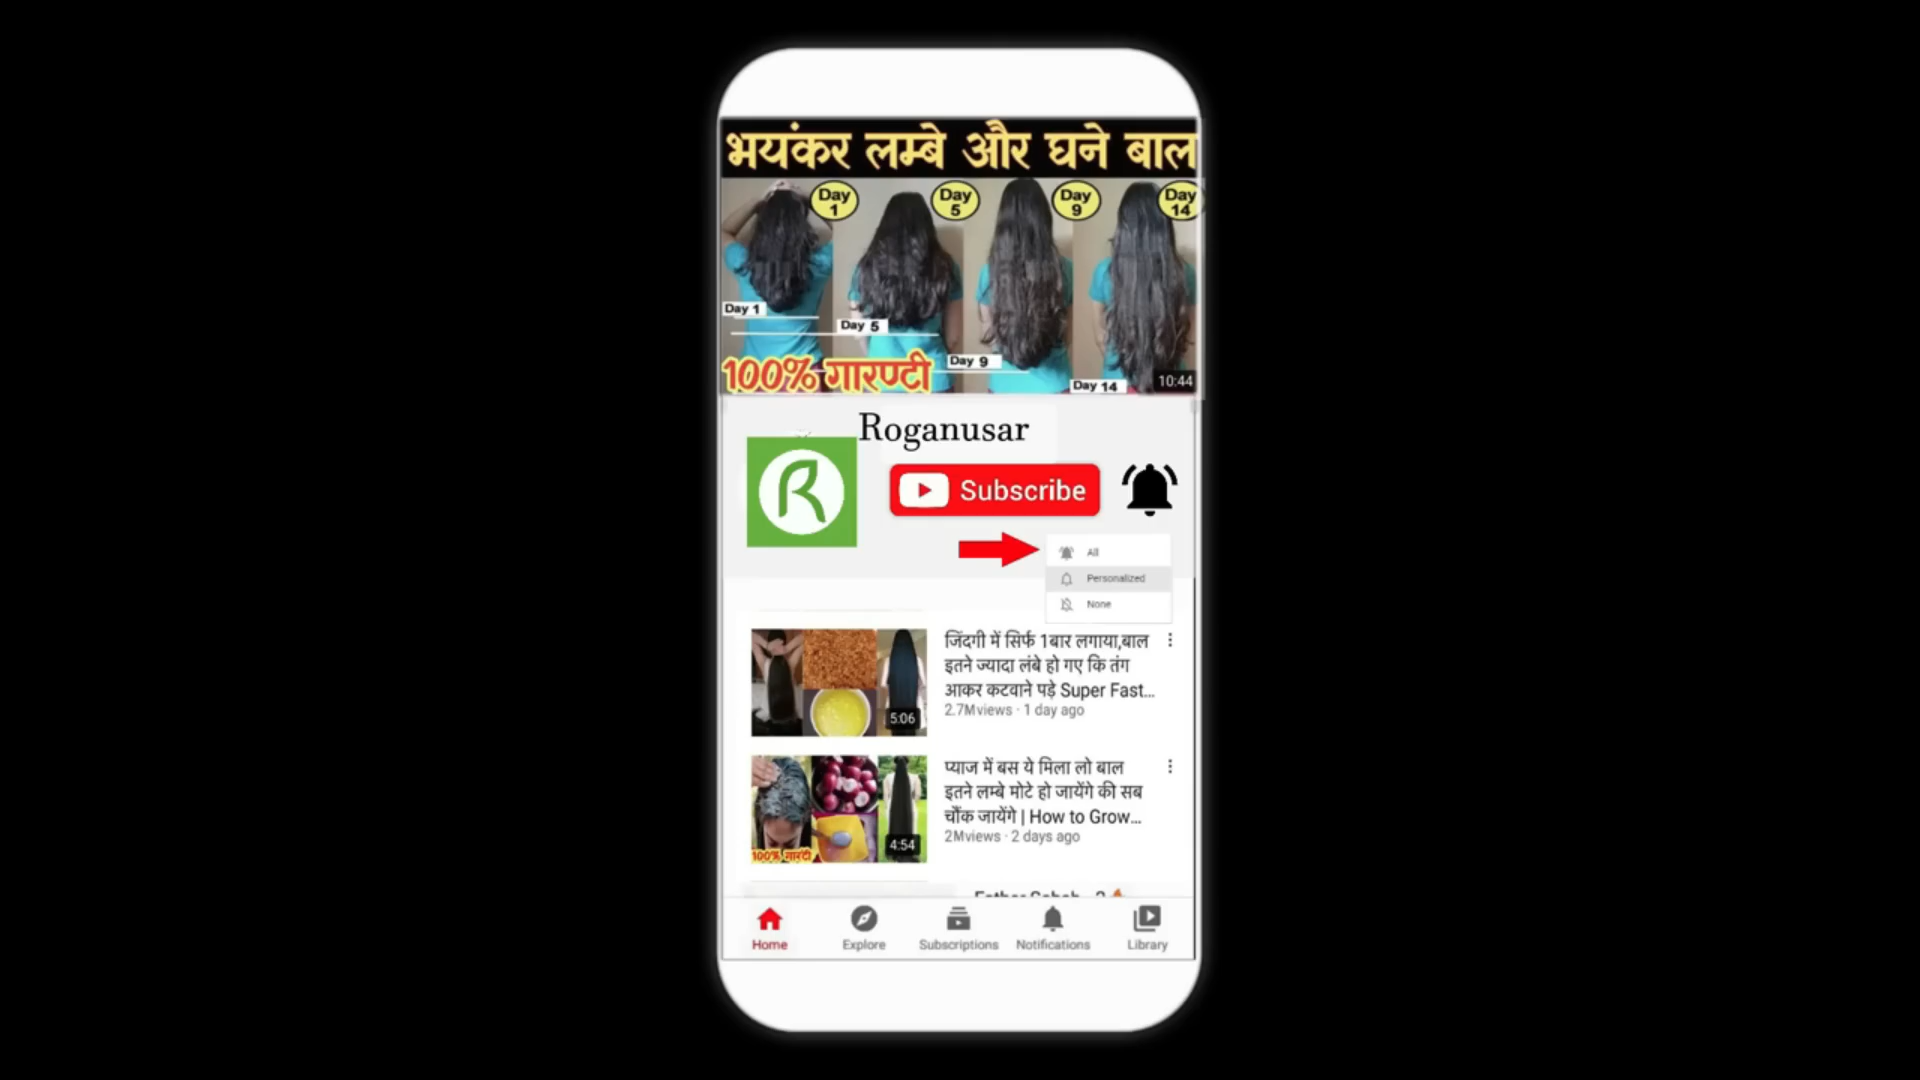 भयंकर लम्बे और घने बाल
Day 1
Day 5
Day 9
Day 14
Day 1
Day 5
Day 9
Day 14
100% गारण्टी
10:44
Roganusar
Subscribe
All
Personalized
None
जिंदगी में सिर्फ 1बार लगाया,बाल
इतने ज्यादा लंबे हो गए कि तंग
आकर कटवाने पड़े Super Fast...
2.7Mviews · 1 day ago
5:06
प्याज में बस ये मिला लो बाल
इतने लम्बे मोटे हो जायेंगे की सब
चौंक जायेंगे | How to Grow...
2Mviews · 2 days ago
100% गारंटी
4:54
Home
Explore
Subscriptions
Notifications
Library